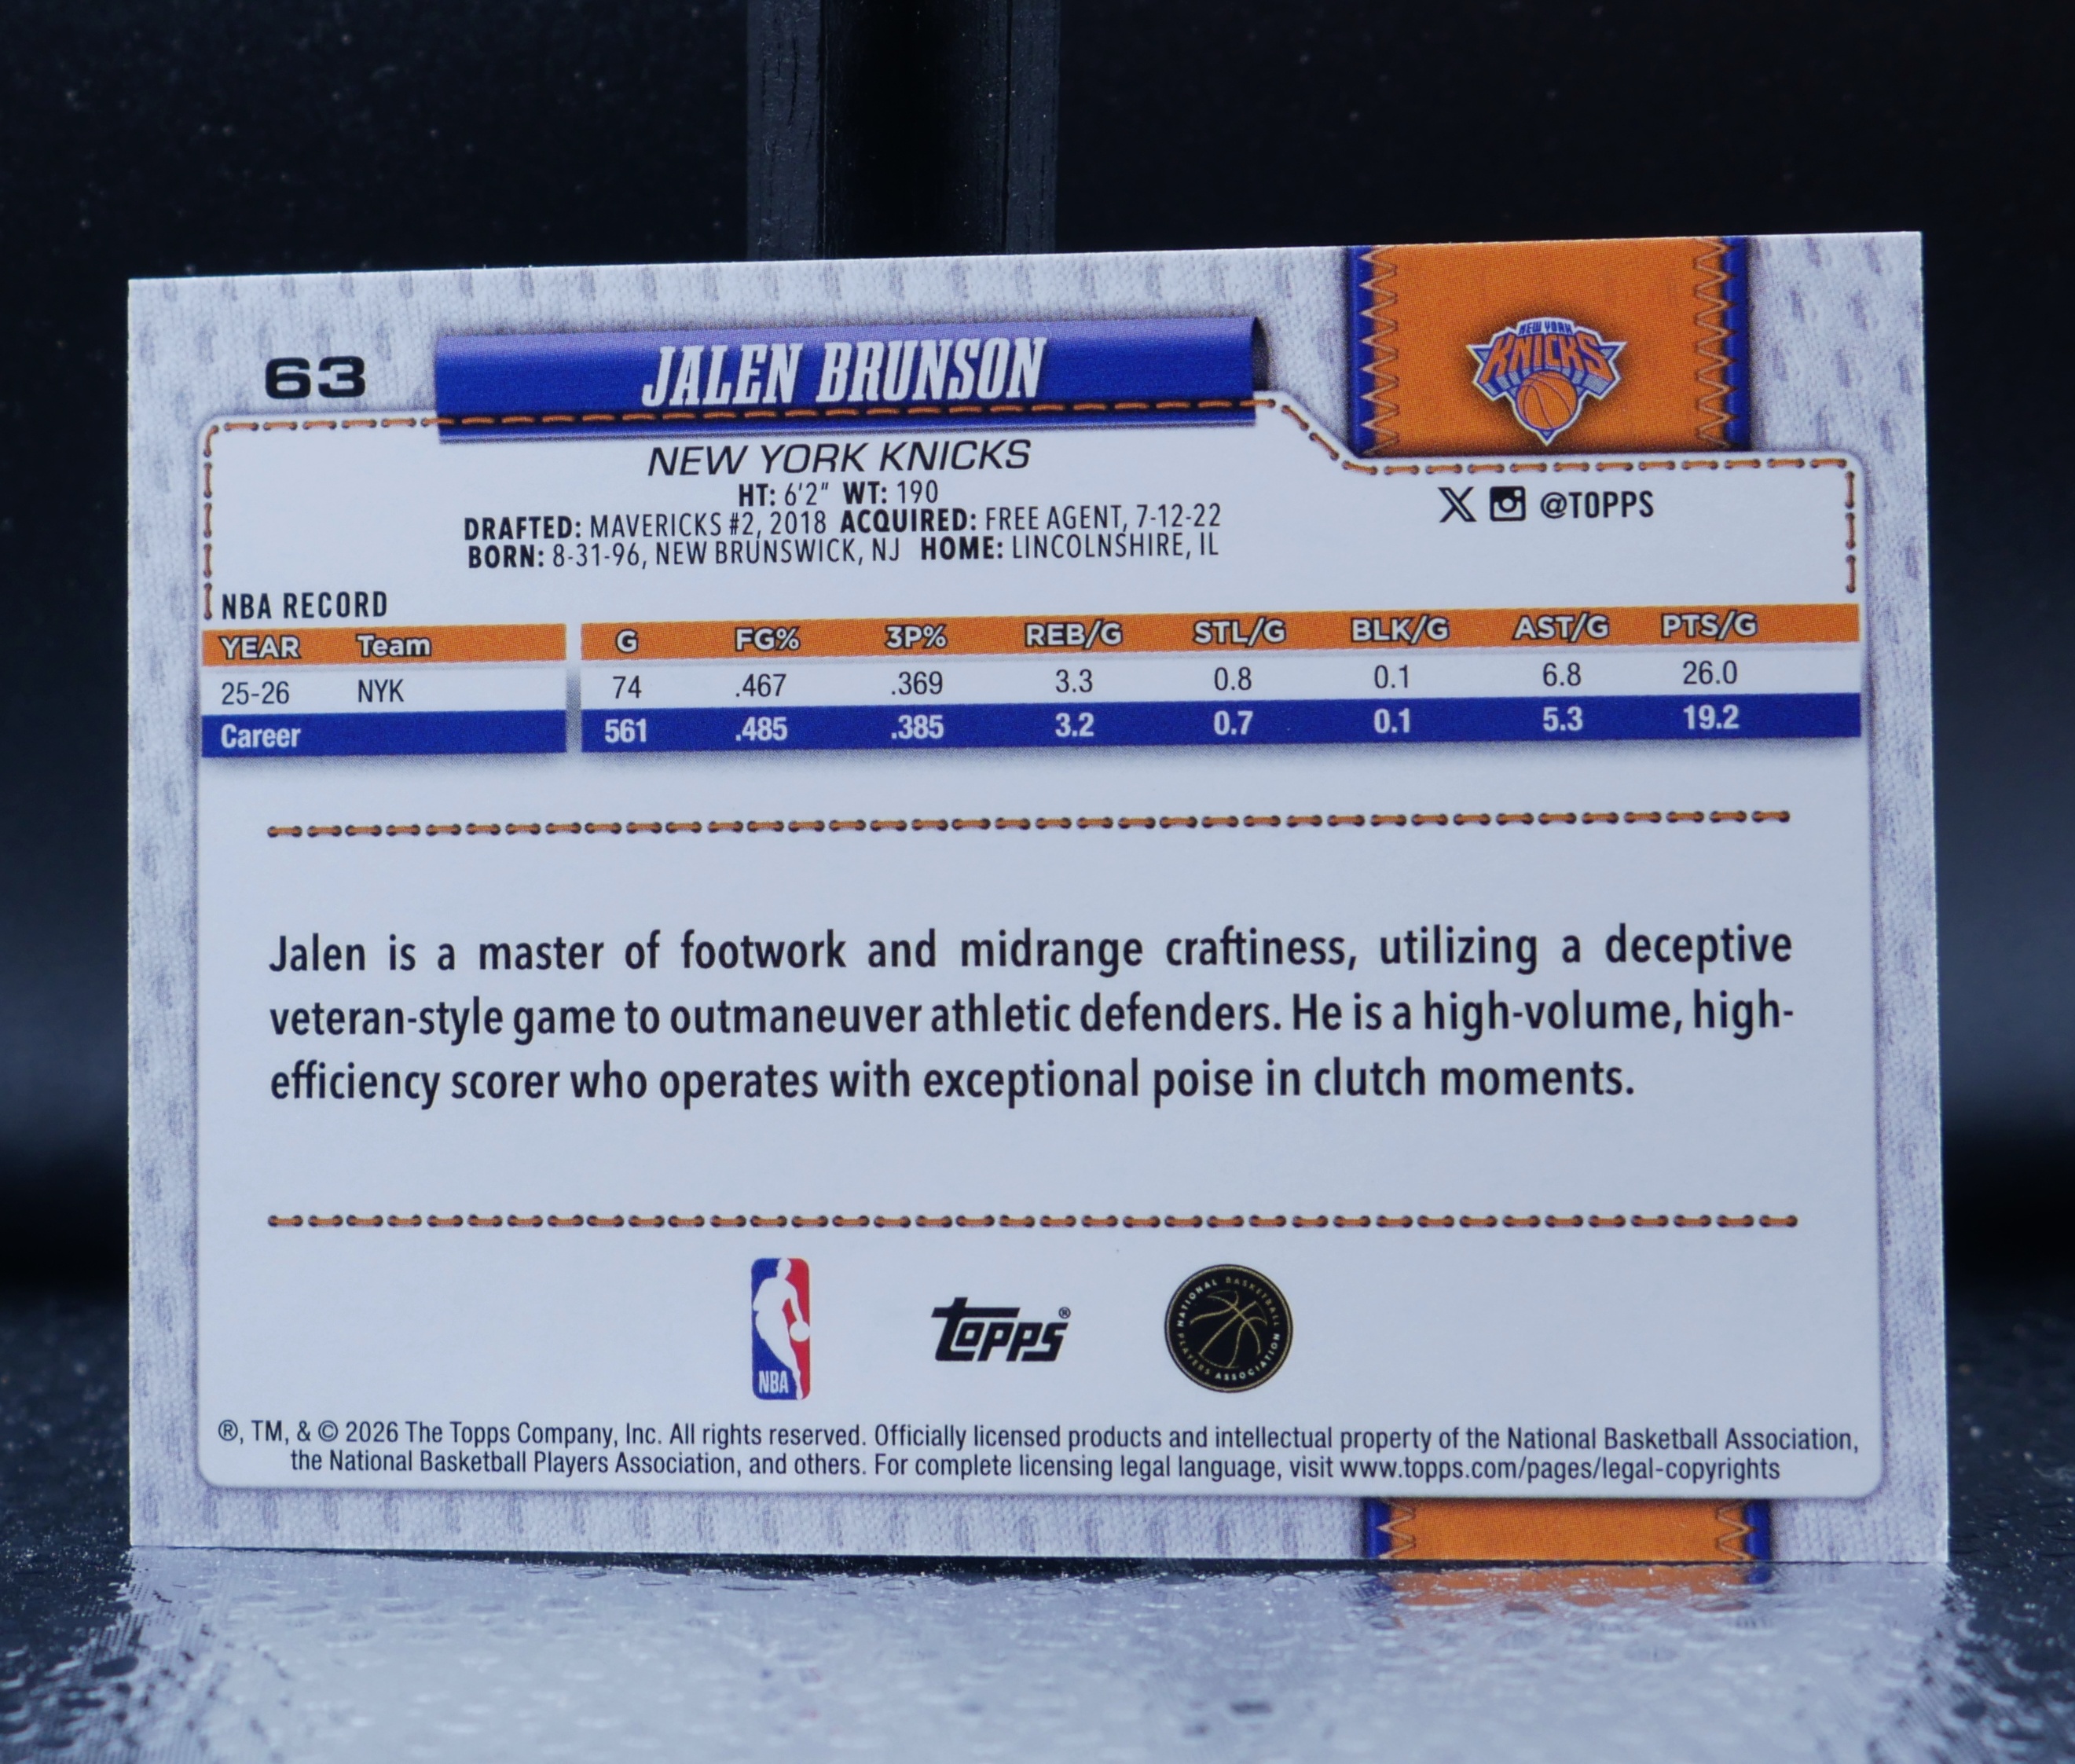 63
JALEN BRUNSON
NEW YORK KNICKS
NEW YORK KNICKS
HT: 6'2" WT: 190
DRAFTED: MAVERICKS #2, 2018 ACQUIRED: FREE AGENT, 7-12-22
BORN: 8-31-96, NEW BRUNSWICK, NJ HOME: LINCOLNSHIRE, IL
@TOPPS
NBA RECORD
YEAR Team G FG% 3P% REB/G STL/G BLK/G AST/G PTS/G
25-26 NYK 74 .467 .369 3.3 0.8 0.1 6.8 26.0
Career 561 .485 .385 3.2 0.7 0.1 5.3 19.2
Jalen is a master of footwork and midrange craftiness, utilizing a deceptive
veteran-style game to outmaneuver athletic defenders. He is a high-volume, high-
efficiency scorer who operates with exceptional poise in clutch moments.
NBA
topps®
NATIONAL BASKETBALL PLAYERS ASSOCIATION
®, TM, & © 2026 The Topps Company, Inc. All rights reserved. Officially licensed products and intellectual property of the National Basketball Association,
the National Basketball Players Association, and others. For complete licensing legal language, visit www.topps.com/pages/legal-copyrights